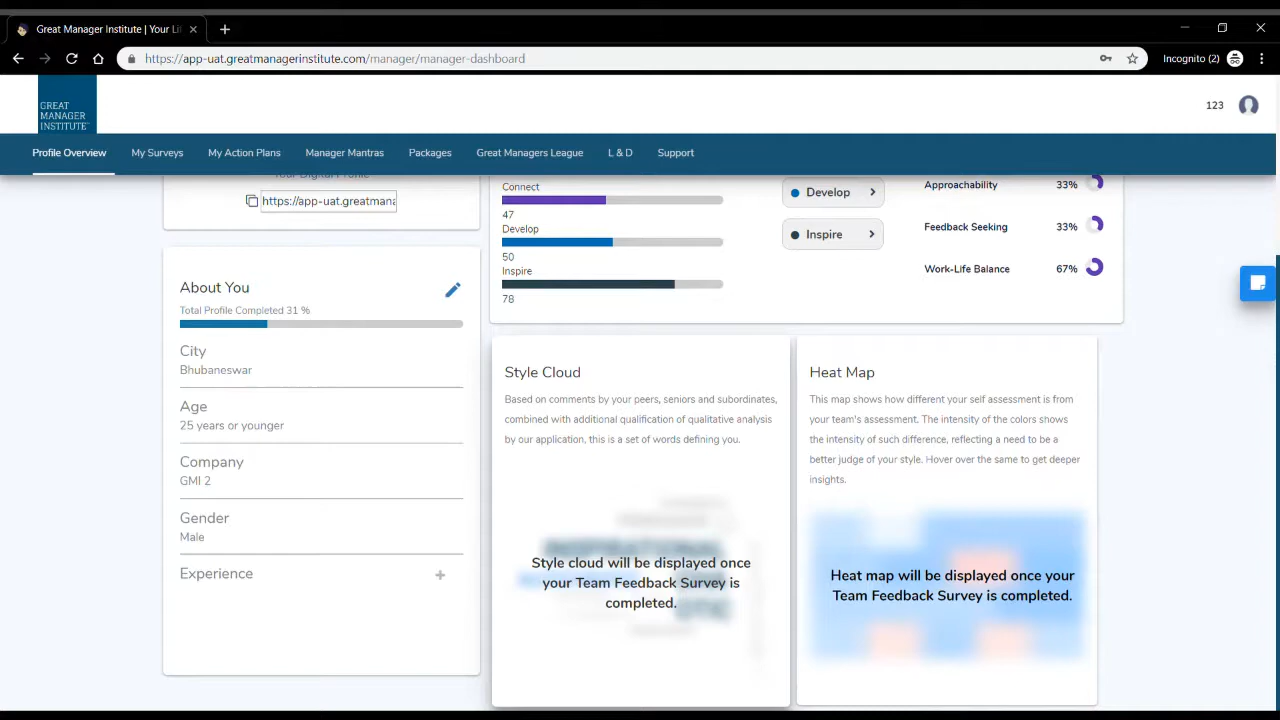 Great Manager Institute | Your Li
https://app-uat.greatmanagerinstitute.com/manager/manager-dashboard
Incognito (2)
GREAT
MANAGER
INSTITUTE
123
Profile Overview
My Surveys
My Action Plans
Manager Mantras
Packages
Great Managers League
L & D
Support
Your Digital Profile
https://app-uat.greatmana
About You
Total Profile Completed 31 %
City
Bhubaneswar
Age
25 years or younger
Company
GMI 2
Gender
Male
Experience
Connect
47
Develop
50
Inspire
78
Develop
Inspire
Approachability 33%
Feedback Seeking 33%
Work-Life Balance 67%
Style Cloud
Based on comments by your peers, seniors and subordinates,
combined with additional qualification of qualitative analysis
by our application, this is a set of words defining you.
Style cloud will be displayed once
your Team Feedback Survey is
completed.
Heat Map
This map shows how different your self assessment is from
your team's assessment. The intensity of the colors shows
the intensity of such difference, reflecting a need to be a
better judge of your style. Hover over the same to get deeper
insights.
Heat map will be displayed once your
Team Feedback Survey is completed.